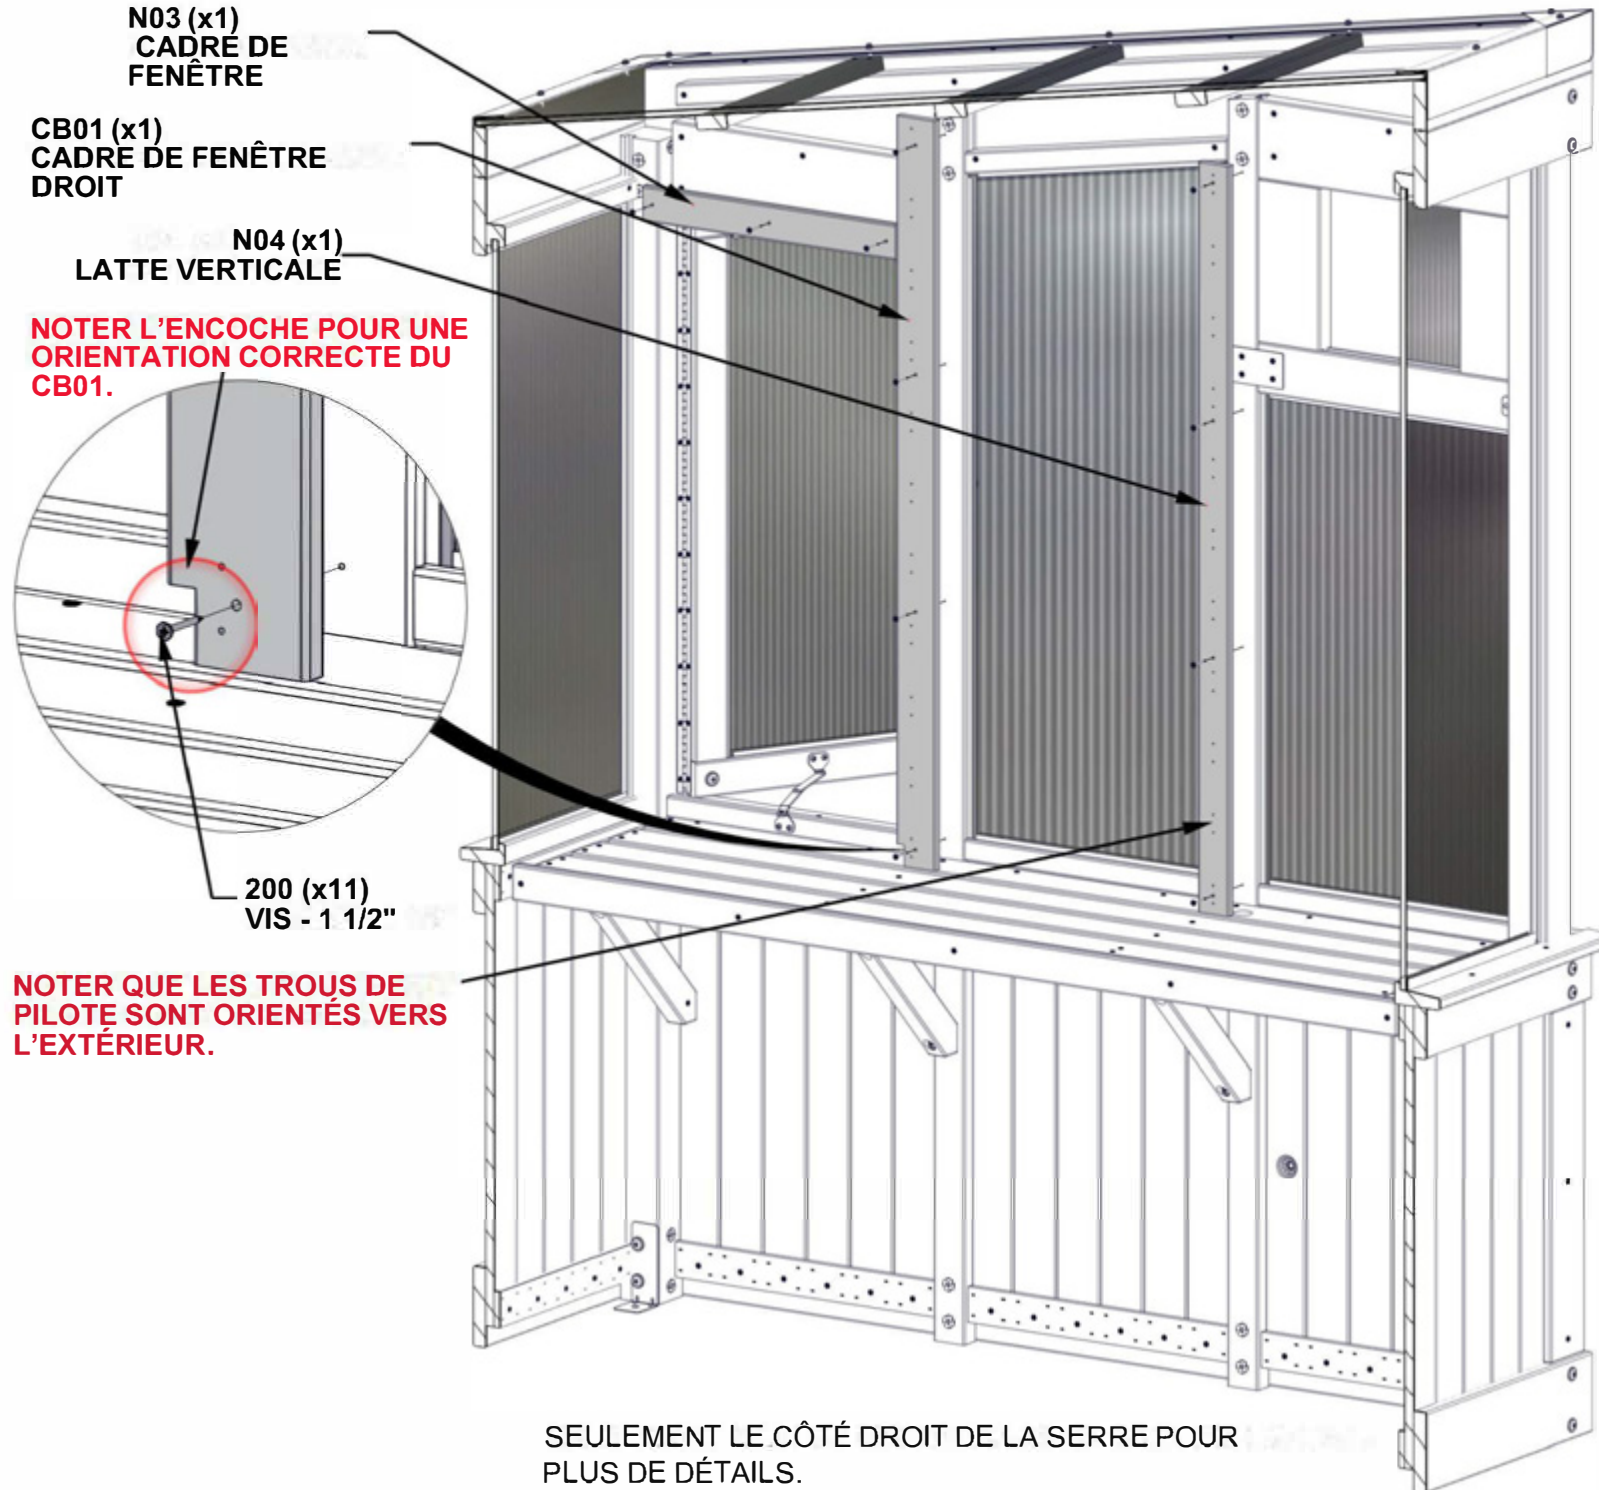 N03 (x1)
CADRE DE
FENÊTRE
CB01 (x1)
CADRE DE FENÊTRE
DROIT
N04 (x1)
LATTE VERTICALE
NOTER L'ENCOCHE POUR UNE
ORIENTATION CORRECTE DU
CB01.
200 (x11)
VIS - 1 1/2"
NOTER QUE LES TROUS DE
PILOTE SONT ORIENTÉS VERS
L'EXTÉRIEUR.
SEULEMENT LE CÔTÉ DROIT DE LA SERRE POUR
PLUS DE DÉTAILS.